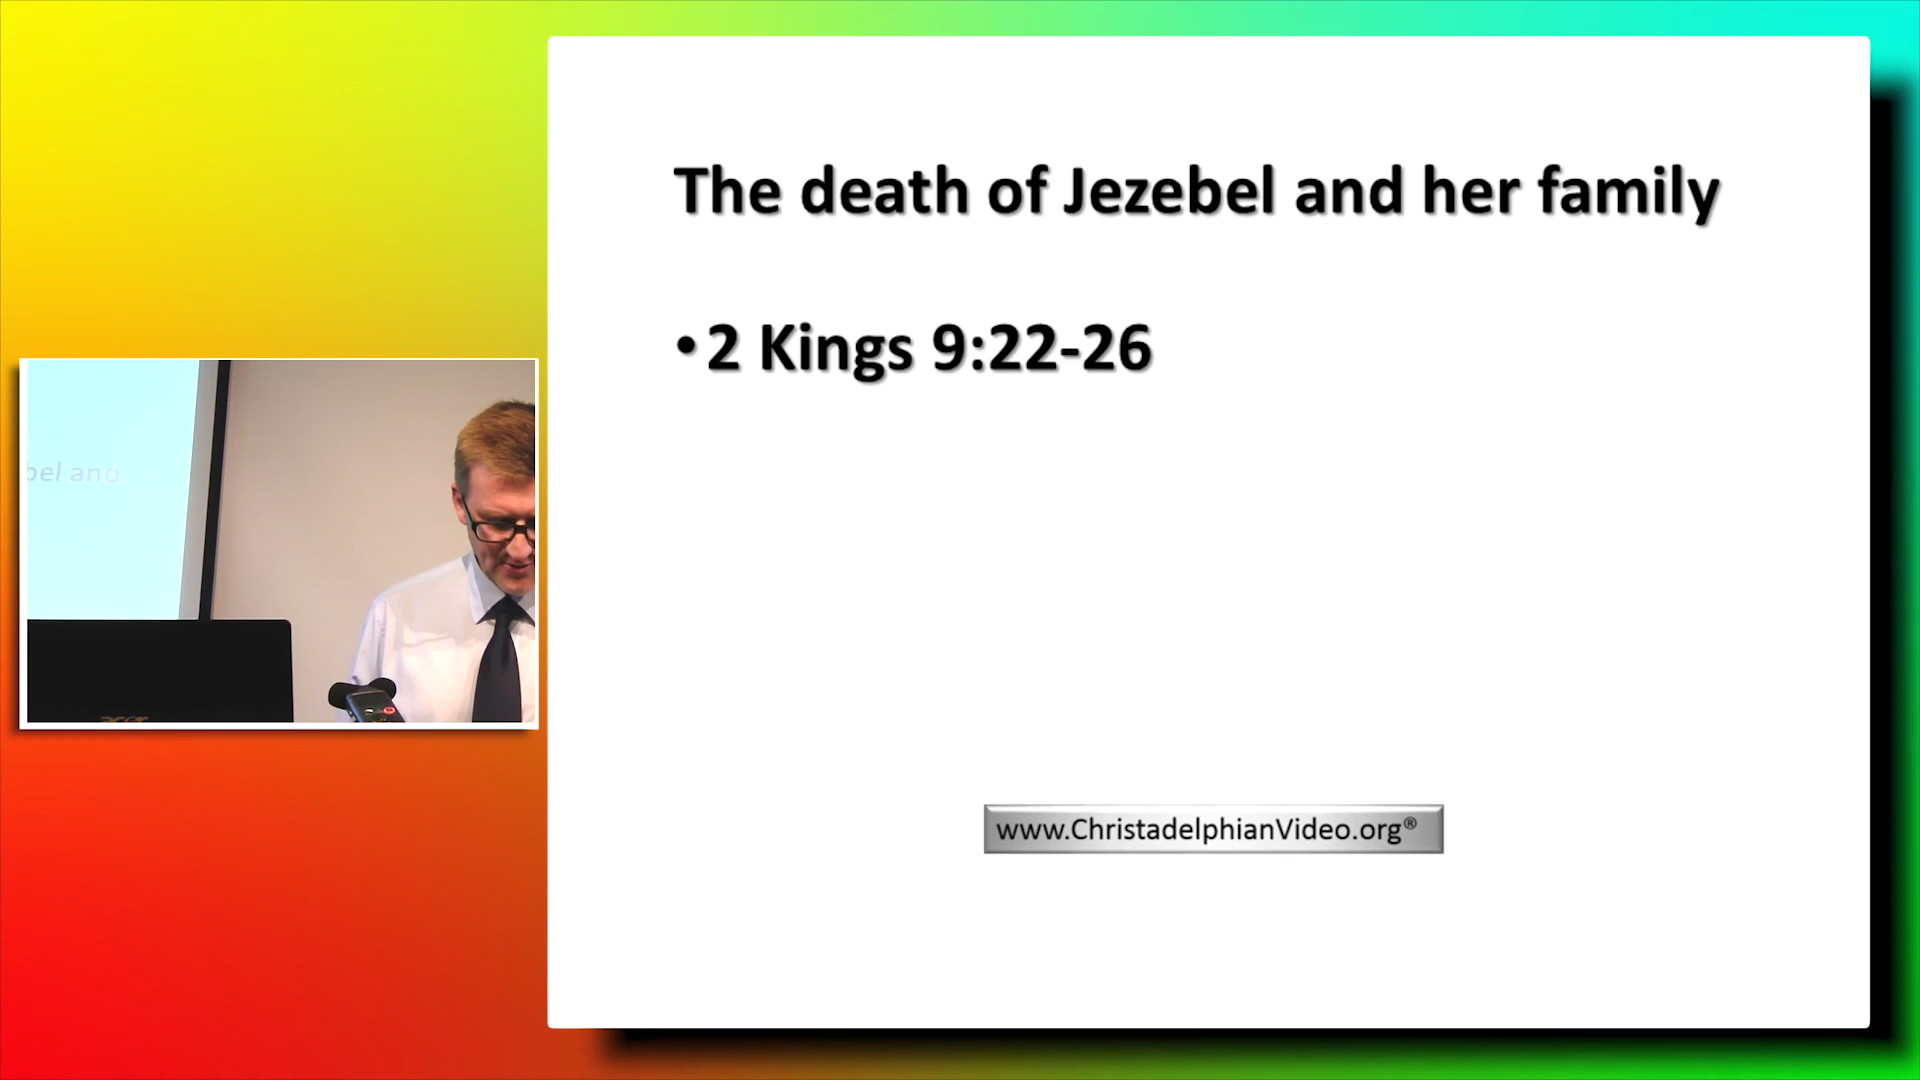 The death of Jezebel and her family
•2 Kings 9:22-26
bel and
www.ChristadelphianVideo.org®